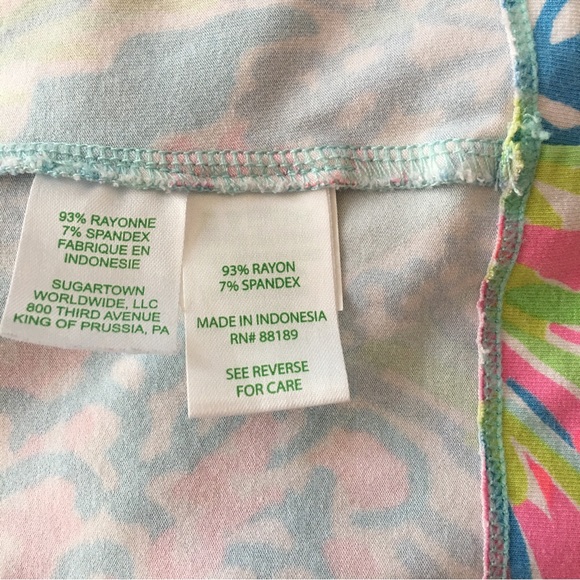 93% RAYONNE
7% SPANDEX
FABRIQUE EN
INDONESIE
SUGARTOWN
WORLDWIDE, LLC
800 THIRD AVENUE
KING OF PRUSSIA, PA
93% RAYON
7% SPANDEX
MADE IN INDONESIA
RN# 88189
SEE REVERSE
FOR CARE